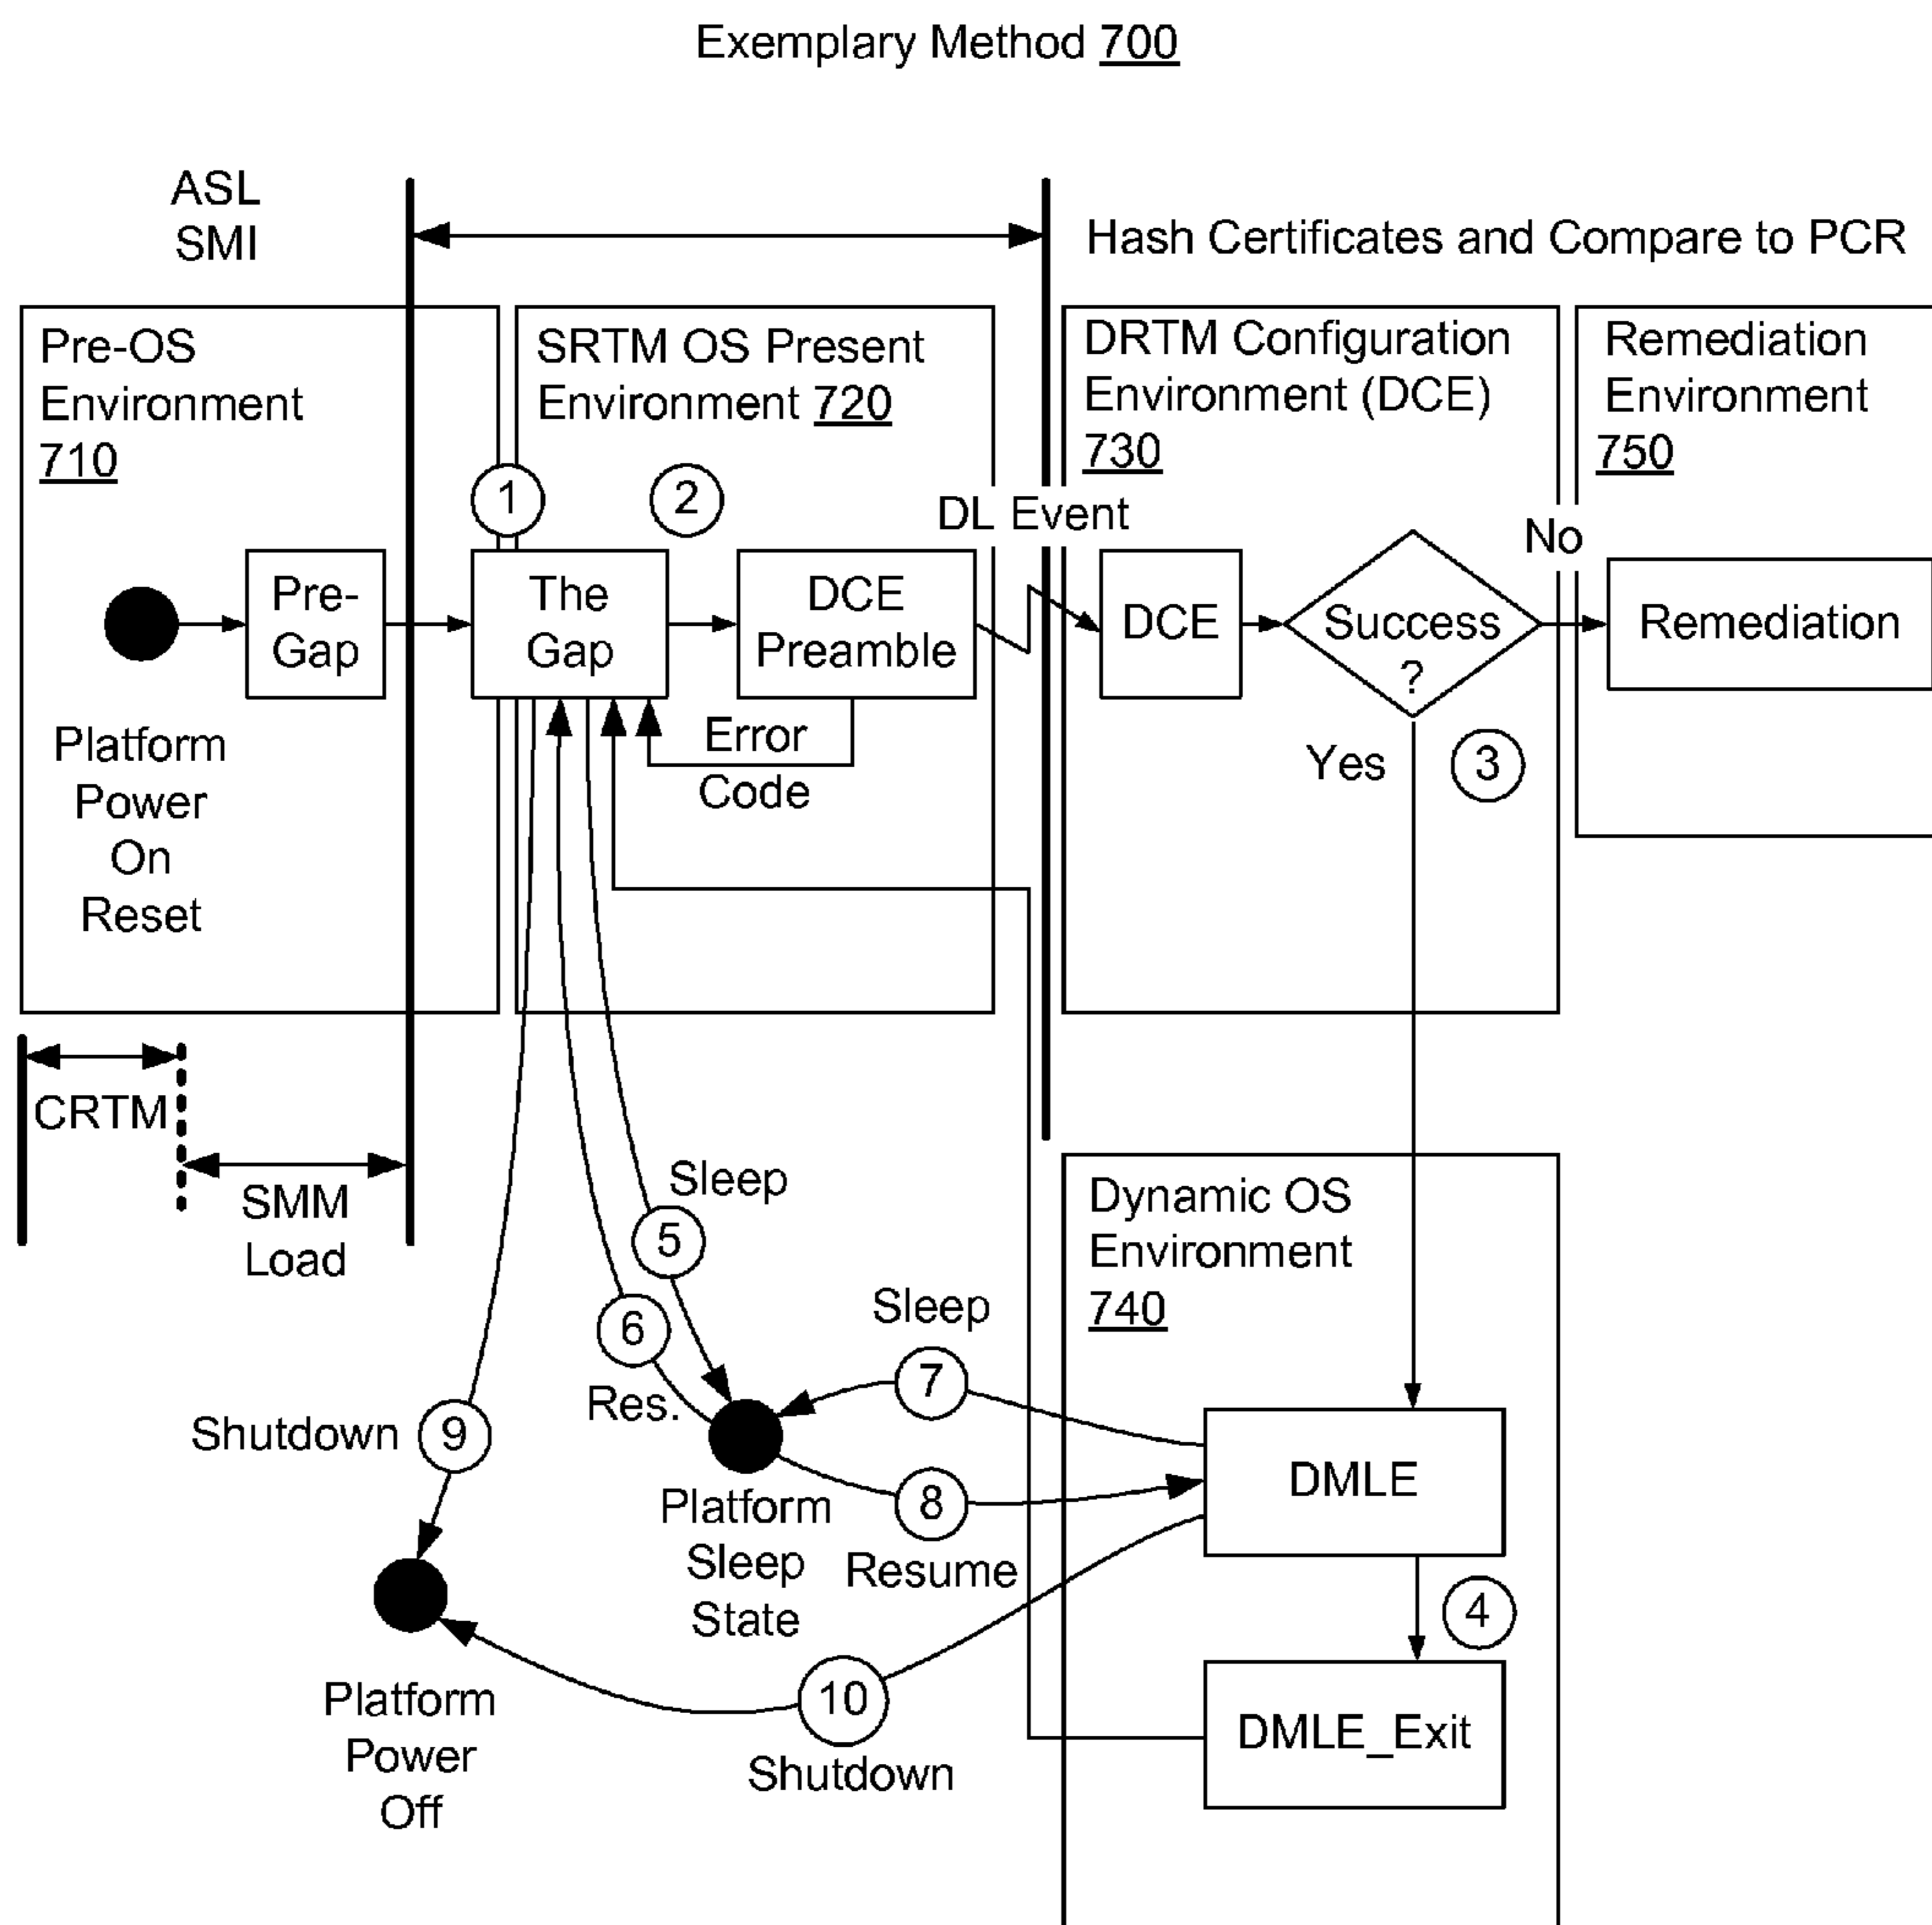 Exemplary Method 700
ASL
SMI
Hash Certificates and Compare to PCR
Pre-OS
Environment
710
SRTM OS Present
Environment 720
DRTM Configuration
Environment (DCE)
730
Remediation
Environment
750
1
2
DL Event
No
Pre-
Gap
The
Gap
DCE
Preamble
DCE
Success
?
Remediation
Platform
Power
On
Reset
Error
Code
Yes
3
CRTM
SMM
Load
Sleep
5
6
Res.
Dynamic OS
Environment
740
Sleep
7
Shutdown
9
8
Resume
Platform
Sleep
State
DMLE
4
10
Shutdown
Platform
Power
Off
DMLE_Exit